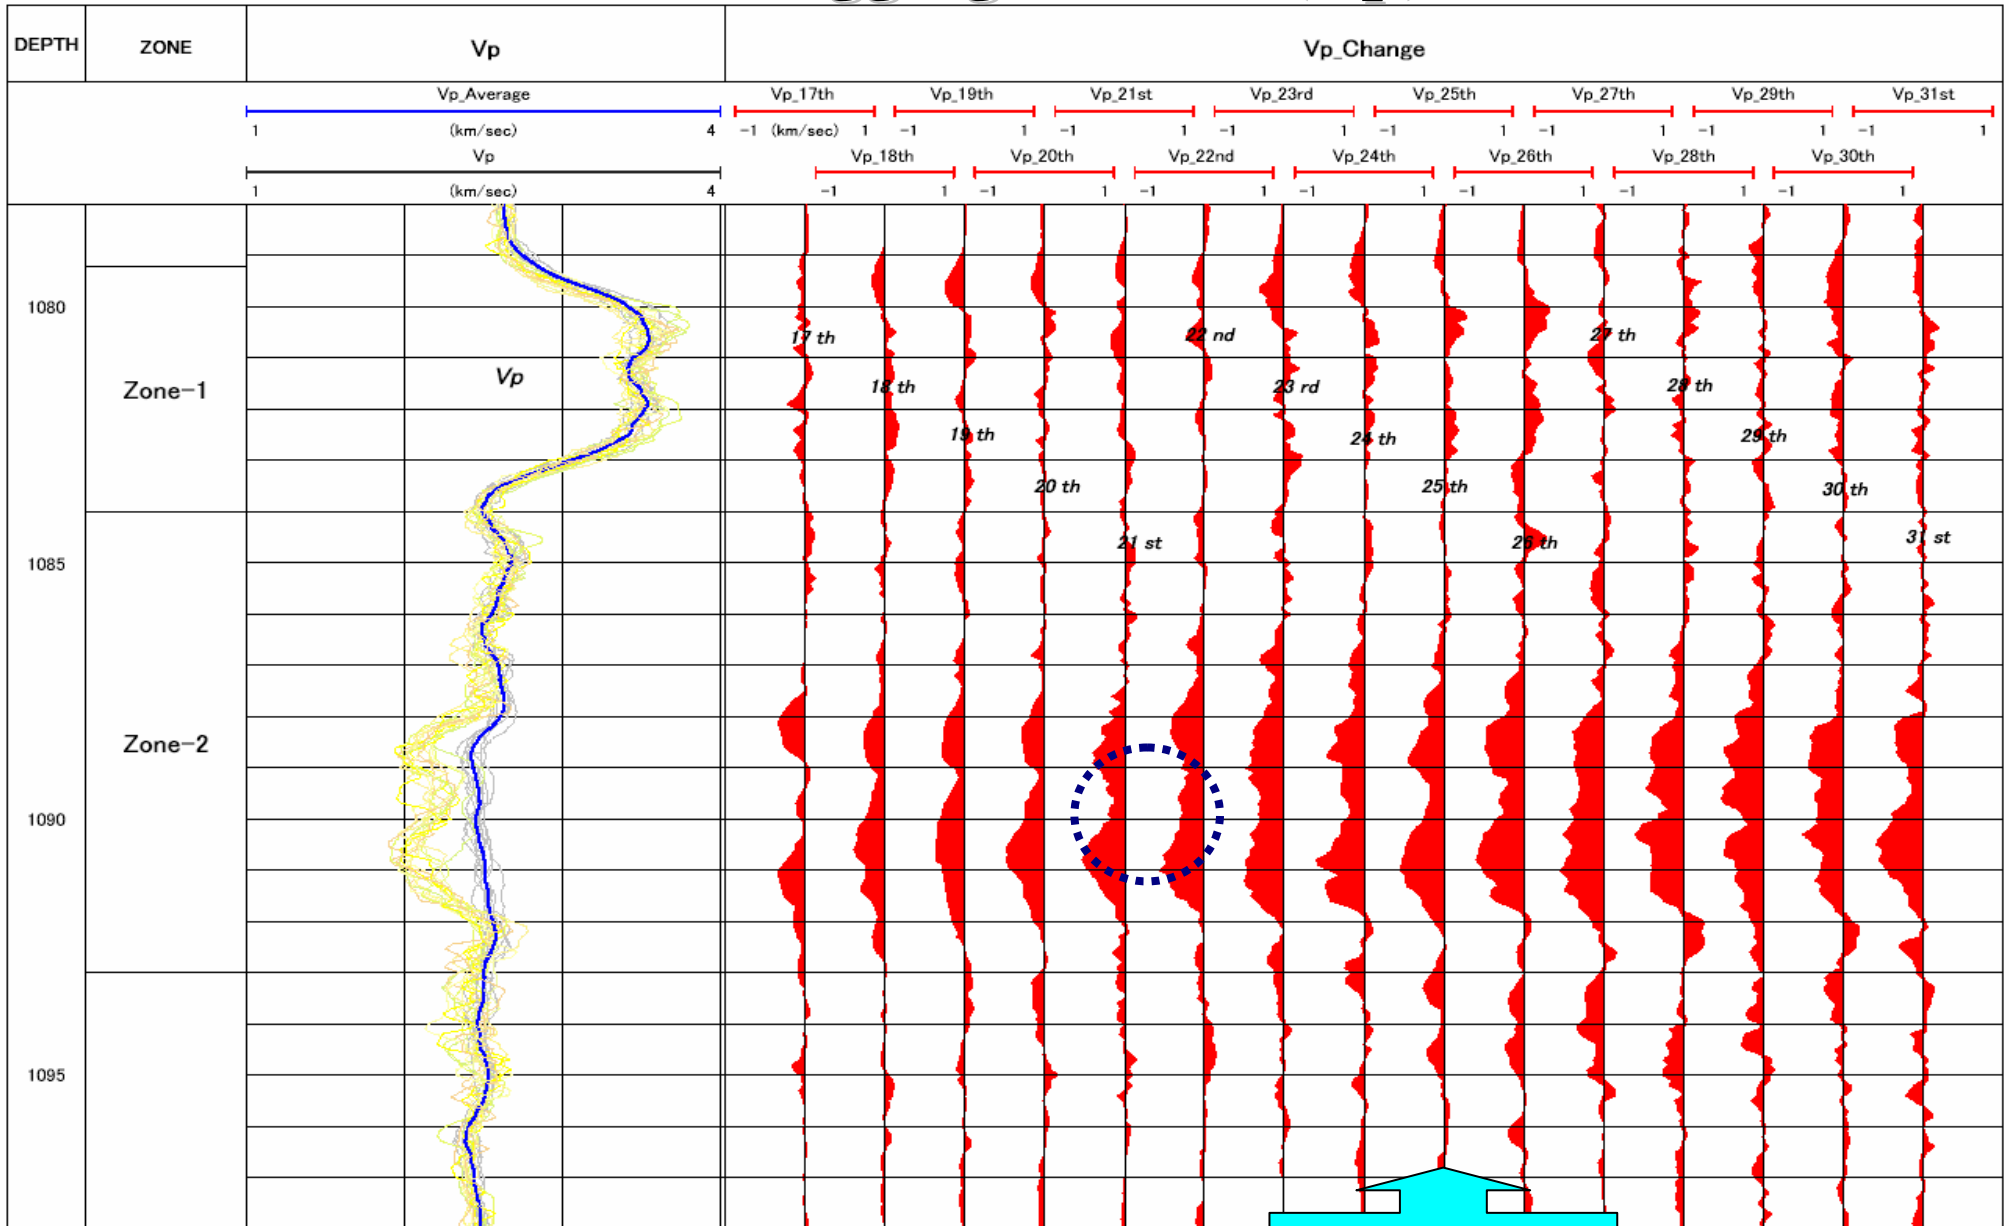 DEPTH ZONE Vp Vp_Change
Vp_Average Vp_17th Vp_19th Vp_21st Vp_23rd Vp_25th Vp_27th Vp_29th Vp_31st
1 (km/sec) 4 -1 (km/sec) 1 -1 1 -1 1 -1 1 -1 1 -1 1 -1 1 -1 1
Vp Vp_18th Vp_20th Vp_22nd Vp_24th Vp_26th Vp_28th Vp_30th
1 (km/sec) 4 -1 1 -1 1 -1 1 -1 1 -1 1 -1 1 -1 1
1080
17 th 22 nd 27 th
Zone-1 Vp 18 th 23 rd 28 th
19 th 24 th 29 th
20 th 25 th 30 th
21 st 26 th 31 st
1085
Zone-2
1090
1095